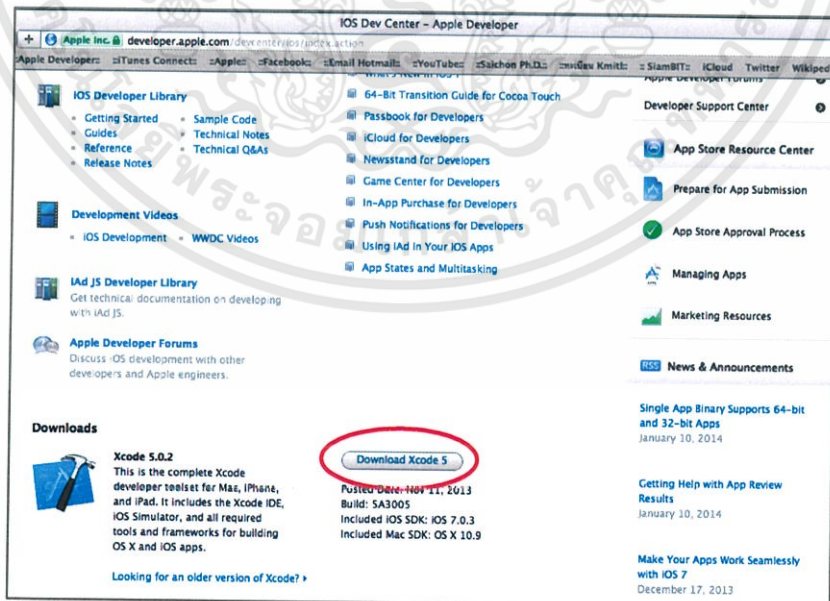 iOS Dev Center – Apple Developer
Apple Inc. developer.apple.com/devcenter/ios/index.action
Apple Developer iTunes Connect Apple Facebook Email Hotmail YouTube Saichon Ph.D. SiamBIT iCloud Twitter Wikiped
iOS Developer Library
Getting Started
Guides
Reference
Release Notes
Sample Code
Technical Notes
Technical Q&As
Development Videos
iOS Development
WWDC Videos
iAd JS Developer Library
Get technical documentation on developing
with iAd JS.
Apple Developer Forums
Discuss iOS development with other
developers and Apple engineers.
What's New in iOS 7
64-Bit Transition Guide for Cocoa Touch
Passbook for Developers
iCloud for Developers
Newsstand for Developers
Game Center for Developers
In-App Purchase for Developers
Push Notifications for Developers
Using iAd in Your iOS Apps
App States and Multitasking
Apple Developer Forums
Developer Support Center
App Store Resource Center
Prepare for App Submission
App Store Approval Process
Managing Apps
Marketing Resources
RSS News & Announcements
Single App Binary Supports 64-bit
and 32-bit Apps
January 10, 2014
Getting Help with App Review
Results
January 10, 2014
Make Your Apps Work Seamlessly
with iOS 7
December 17, 2013
Downloads
Xcode 5.0.2
This is the complete Xcode
developer toolset for Mac, iPhone,
and iPad. It includes the Xcode IDE,
iOS Simulator, and all required
tools and frameworks for building
OS X and iOS apps.
Looking for an older version of Xcode?
Download Xcode 5
Posted Date: Nov 11, 2013
Build: 5A3005
Included iOS SDK: iOS 7.0.3
Included Mac SDK: OS X 10.9